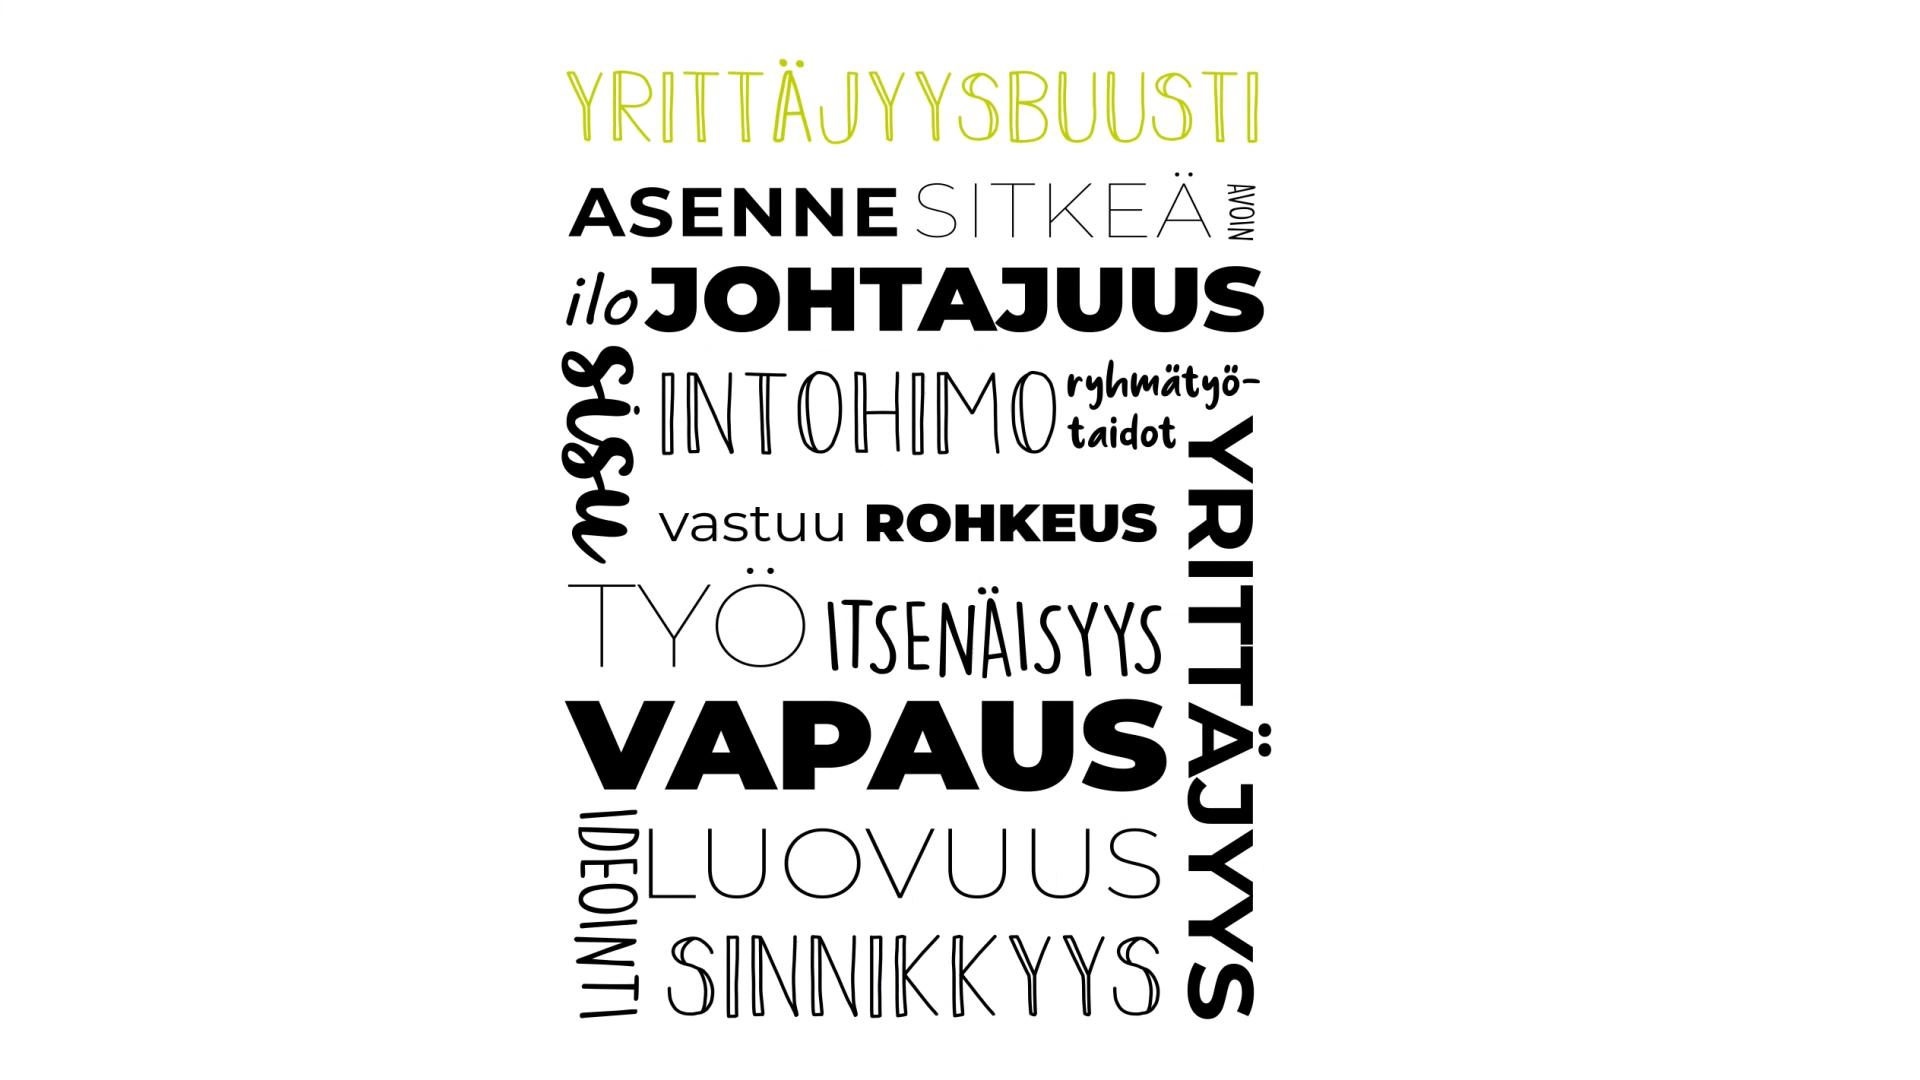 YRITTÄJYYSBUUSTI
ASENNE SITKEÄ AVOIN
ilo JOHTAJUUS
sisu
INTOHIMO ryhmätyö-
taidot
YRITTÄJYYS
vastuu ROHKEUS
TYÖ ITSENÄISYYS
VAPAUS
IDEOINTI
LUOVUUS
SINNIKKYYS